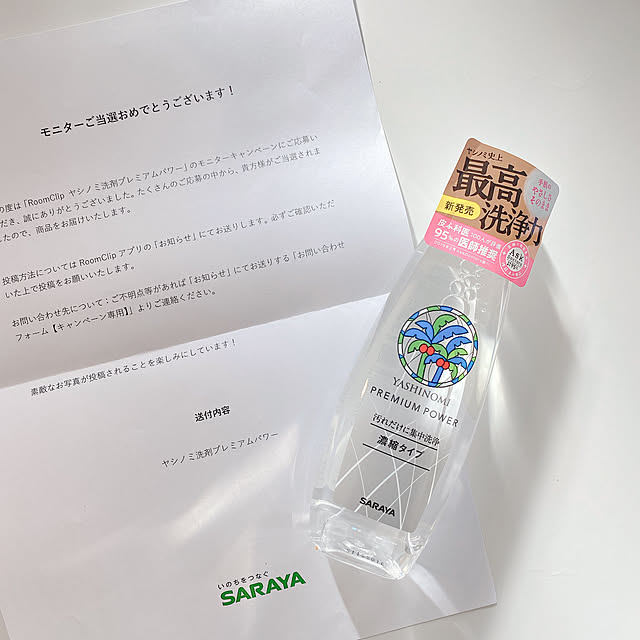 モニターご当選おめでとうございます！
の度は「RoomClip ヤシノミ洗剤プレミアムパワー」のモニターキャンペーンにご応募い
だき、誠にありがとうございました。たくさんのご応募の中から、貴方様がご当選されま
したので、商品をお届けいたします。
投稿方法については RoomClip アプリの「お知らせ」にてお送りします。必ずご確認いただ
いた上で投稿をお願いします。
お問い合わせ先について：ご不明点等があれば「お知らせ」にてお送りする「お問い合わせ
フォーム【キャンペーン専用】」よりご連絡ください。
素敵なお写真が投稿されることを楽しみにしています！
送付内容
ヤシノミ洗剤プレミアムパワー
いのちをつなぐ
SARAYA
ヤシノミ史上
最高
洗浄力
新発売
手肌の
やさしさ
そのまま
95%の医師推奨
YASHINOMI
PREMIUM POWER
汚れだけに集中洗浄
濃縮タイプ
SARAYA